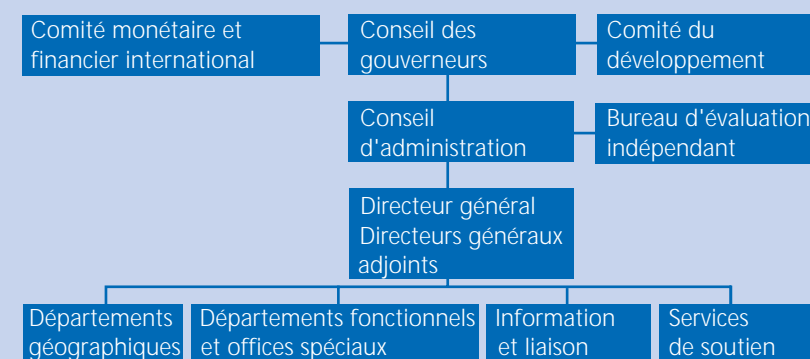 Comité monétaire et
financier international
Conseil des
gouverneurs
Comité du
développement
Conseil
d'administration
Bureau d'évaluation
indépendant
Directeur général
Directeurs généraux
adjoints
Départements
géographiques
Départements fonctionnels
et offices spéciaux
Information
et liaison
Services
de soutien